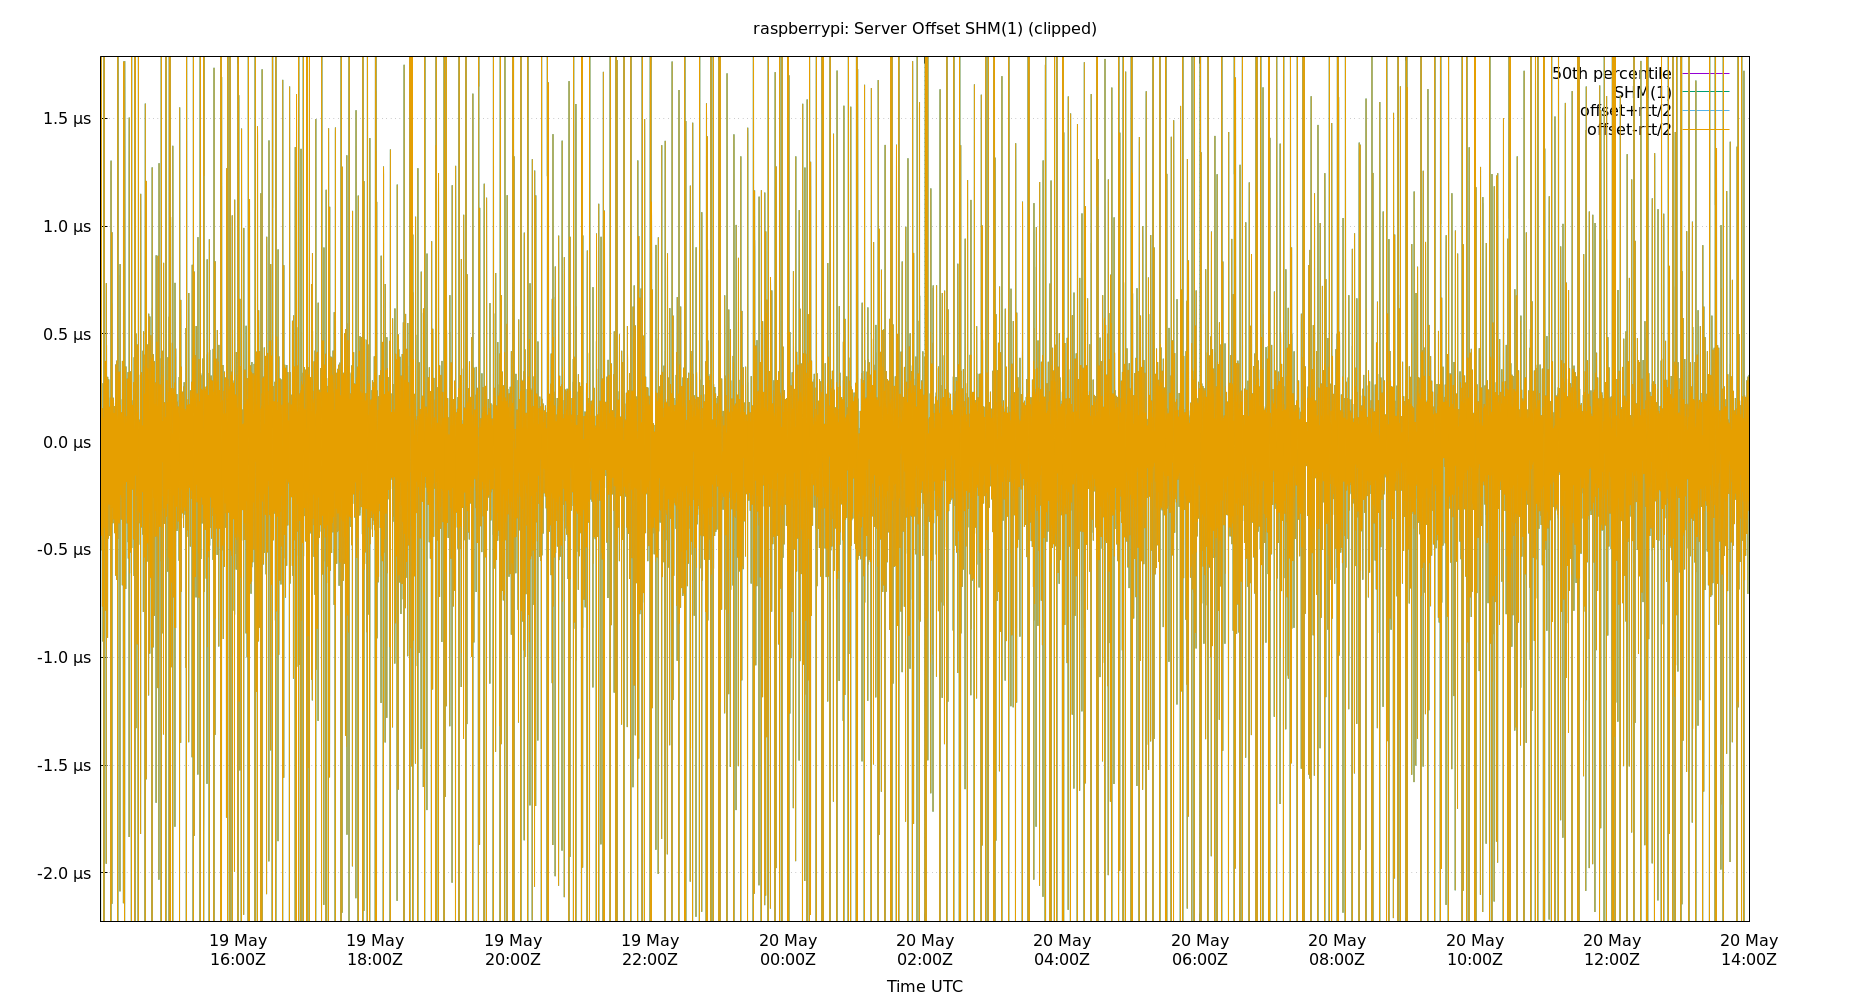 raspberrypi: Server Offset SHM(1) (clipped)
50th percentile
SHM(1)
offset+rtt/2
offset-rtt/2
1.5 µs
1.0 µs
0.5 µs
0.0 µs
-0.5 µs
-1.0 µs
-1.5 µs
-2.0 µs
19 May 19 May 19 May 19 May 20 May 20 May 20 May 20 May 20 May 20 May 20 May 20 May
16:00Z 18:00Z 20:00Z 22:00Z 00:00Z 02:00Z 04:00Z 06:00Z 08:00Z 10:00Z 12:00Z 14:00Z
Time UTC